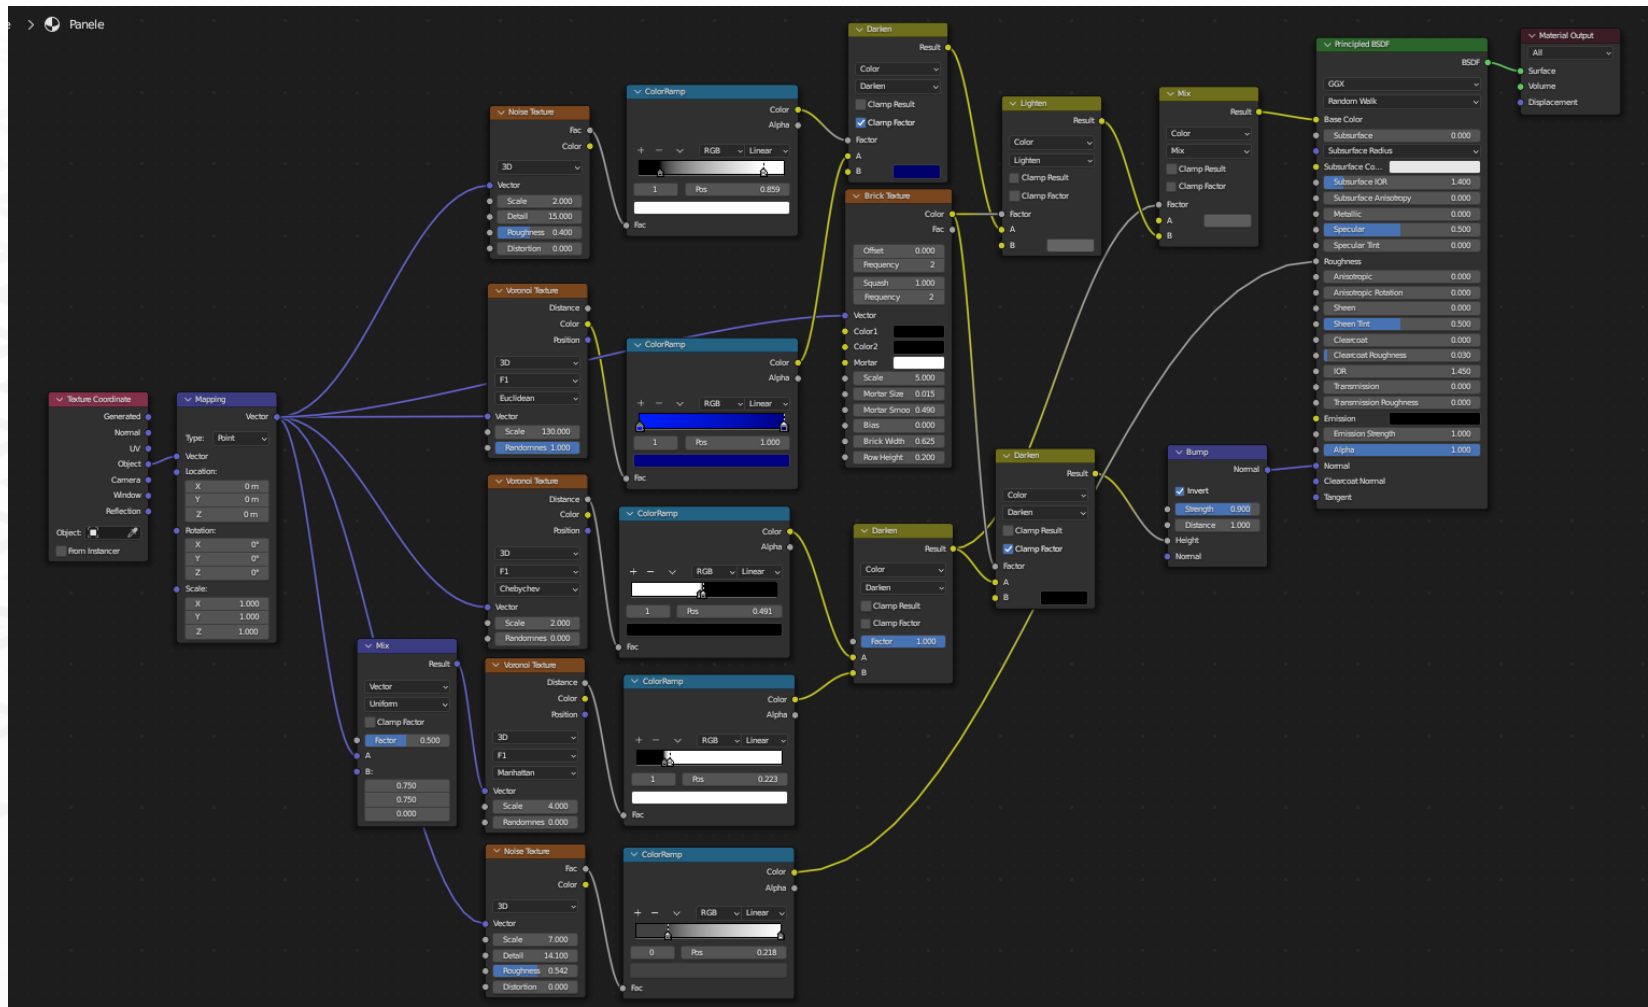 Panele
Texture Coordinate
Generated
Normal
UV
Object
Camera
Window
Reflection
Object:
From Instancer
Mapping
Vector
Type:
Point
Vector
Location:
X 0 m
Y 0 m
Z 0 m
Rotation:
X 0°
Y 0°
Z 0°
Scale:
X 1.000
Y 1.000
Z 1.000
Mix
Result
Vector
Uniform
Clamp Factor
Factor 0.500
A
B:
0.750
0.750
0.000
Noise Texture
Fac
Color
3D
Vector
Scale 2.000
Detail 15.000
Roughness 0.400
Distortion 0.000
Voronoi Texture
Distance
Color
Position
3D
F1
Euclidean
Vector
Scale 130.000
Randomnes 1.000
Voronoi Texture
Distance
Color
Position
3D
F1
Chebychev
Vector
Scale 2.000
Randomnes 0.000
Voronoi Texture
Distance
Color
Position
3D
F1
Manhattan
Vector
Scale 4.000
Randomnes 0.000
Noise Texture
Fac
Color
3D
Vector
Scale 7.000
Detail 14.100
Roughness 0.542
Distortion 0.000
ColorRamp
Color
Alpha
RGB
Linear
1 Pos 0.859
Fac
ColorRamp
Color
Alpha
RGB
Linear
1 Pos 1.000
Fac
ColorRamp
Color
Alpha
RGB
Linear
1 Pos 0.491
Fac
ColorRamp
Color
Alpha
RGB
Linear
1 Pos 0.223
Fac
ColorRamp
Color
Alpha
RGB
Linear
0 Pos 0.218
Fac
Darken
Result
Color
Darken
Clamp Result
Clamp Factor
Factor
A
B
Brick Texture
Color
Fac
Offset 0.000
Frequency 2
Squash 1.000
Frequency 2
Vector
Color1
Color2
Mortar
Scale 5.000
Mortar Size 0.015
Mortar Smoo 0.490
Bias 0.000
Brick Width 0.625
Row Height 0.200
Darken
Result
Color
Darken
Clamp Result
Clamp Factor
Factor 1.000
A
B
Lighten
Result
Color
Lighten
Clamp Result
Clamp Factor
Factor
A
B
Darken
Result
Color
Darken
Clamp Result
Clamp Factor
Factor
A
B
Mix
Result
Color
Mix
Clamp Result
Clamp Factor
Factor
A
B
Bump
Normal
Invert
Strength 0.900
Distance 1.000
Height
Normal
Principled BSDF
BSDF
GGX
Random Walk
Base Color
Subsurface 0.000
Subsurface Radius
Subsurface Co...
Subsurface IOR 1.400
Subsurface Anisotropy 0.000
Metallic 0.000
Specular 0.500
Specular Tint 0.000
Roughness
Anisotropic 0.000
Anisotropic Rotation 0.000
Sheen 0.000
Sheen Tint 0.500
Clearcoat 0.000
Clearcoat Roughness 0.030
IOR 1.450
Transmission 0.000
Transmission Roughness 0.000
Emission
Emission Strength 1.000
Alpha 1.000
Normal
Clearcoat Normal
Tangent
Material Output
All
Surface
Volume
Displacement